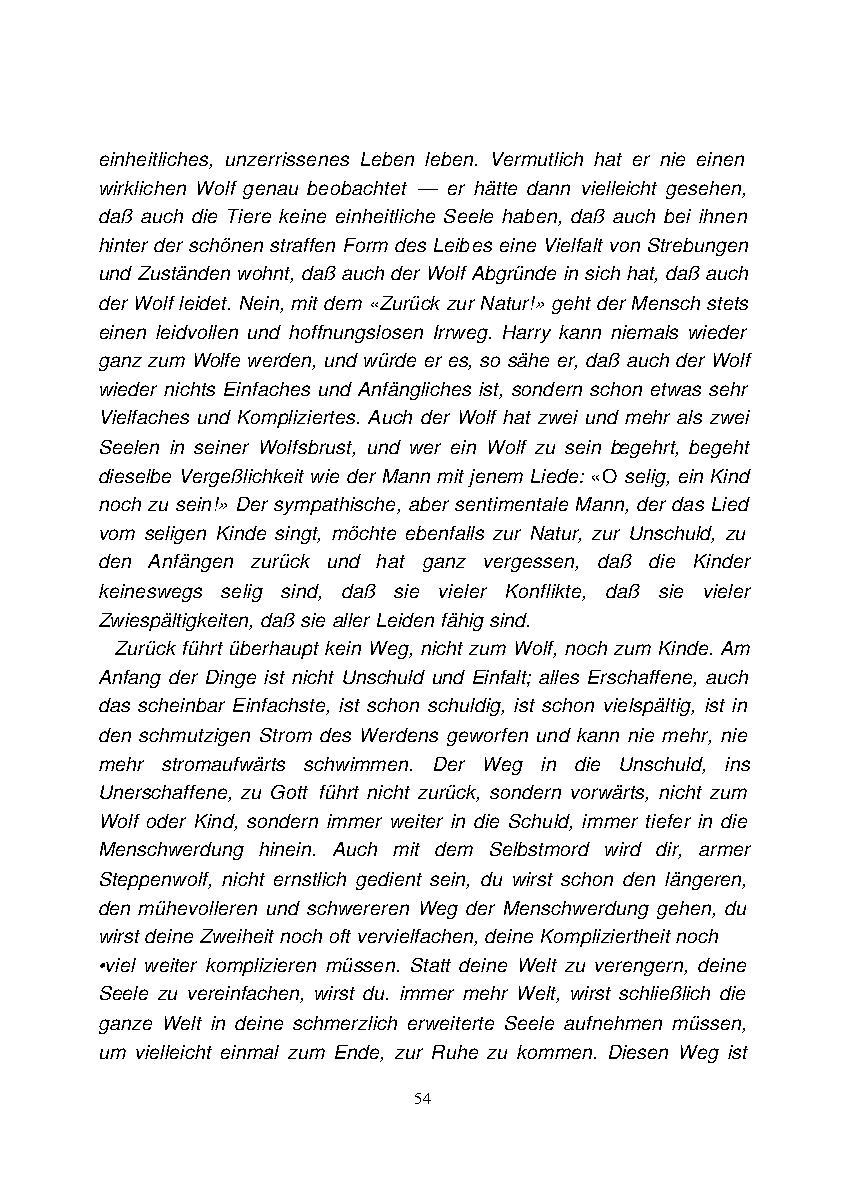 einheitliches, unzerrissenes Leben leben. Vermutlich hat er nie einen
wirklichen Wolf genau beobachtet — er hätte dann vielleicht gesehen,
daß auch die Tiere keine einheitliche Seele haben, daß auch bei ihnen
hinter der schönen straffen Form des Leibes eine Vielfalt von Strebungen
und Zuständen wohnt, daß auch der Wolf Abgründe in sich hat, daß auch
der Wolf leidet. Nein, mit dem «Zurück zur Natur!» geht der Mensch stets
einen leidvollen und hoffnungslosen Irrweg. Harry kann niemals wieder
ganz zum Wolfe werden, und würde er es, so sähe er, daß auch der Wolf
wieder nichts Einfaches und Anfängliches ist, sondern schon etwas sehr
Vielfaches und Kompliziertes. Auch der Wolf hat zwei und mehr als zwei
Seelen in seiner Wolfsbrust, und wer ein Wolf zu sein begehrt, begeht
dieselbe Vergeßlichkeit wie der Mann mit jenem Liede: «O selig, ein Kind
noch zu sein!» Der sympathische, aber sentimentale Mann, der das Lied
vom seligen Kinde singt, möchte ebenfalls zur Natur, zur Unschuld, zu
den Anfängen zurück und hat ganz vergessen, daß die Kinder
keineswegs selig sind, daß sie vieler Konflikte, daß sie vieler
Zwiespältigkeiten, daß sie aller Leiden fähig sind.
Zurück führt überhaupt kein Weg, nicht zum Wolf, noch zum Kinde. Am
Anfang der Dinge ist nicht Unschuld und Einfalt; alles Erschaffene, auch
das scheinbar Einfachste, ist schon schuldig, ist schon vielspältig, ist in
den schmutzigen Strom des Werdens geworfen und kann nie mehr, nie
mehr stromaufwärts schwimmen. Der Weg in die Unschuld, ins
Unerschaffene, zu Gott führt nicht zurück, sondern vorwärts, nicht zum
Wolf oder Kind, sondern immer weiter in die Schuld, immer tiefer in die
Menschwerdung hinein. Auch mit dem Selbstmord wird dir, armer
Steppenwolf, nicht ernstlich gedient sein, du wirst schon den längeren,
den mühevolleren und schwereren Weg der Menschwerdung gehen, du
wirst deine Zweiheit noch oft vervielfachen, deine Kompliziertheit noch
•viel weiter komplizieren müssen. Statt deine Welt zu verengern, deine
Seele zu vereinfachen, wirst du. immer mehr Welt, wirst schließlich die
ganze Welt in deine schmerzlich erweiterte Seele aufnehmen müssen,
um vielleicht einmal zum Ende, zur Ruhe zu kommen. Diesen Weg ist
54